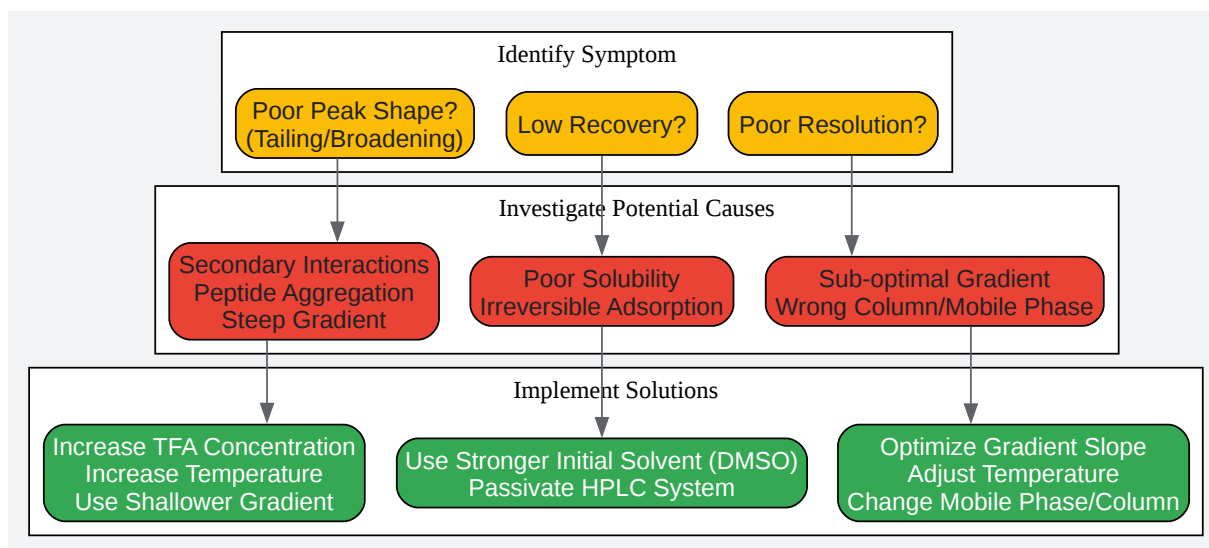 Identify Symptom
Poor Peak Shape?
(Tailing/Broadening)
Low Recovery?
Poor Resolution?
Investigate Potential Causes
Secondary Interactions
Peptide Aggregation
Steep Gradient
Poor Solubility
Irreversible Adsorption
Sub-optimal Gradient
Wrong Column/Mobile Phase
Implement Solutions
Increase TFA Concentration
Increase Temperature
Use Shallower Gradient
Use Stronger Initial Solvent (DMSO)
Passivate HPLC System
Optimize Gradient Slope
Adjust Temperature
Change Mobile Phase/Column